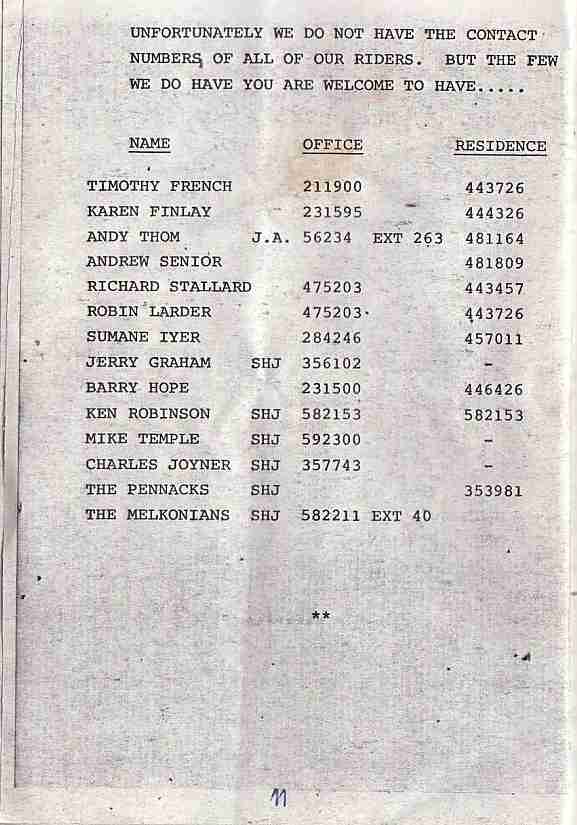 UNFORTUNATELY WE DO NOT HAVE THE CONTACT
NUMBERS, OF ALL OF OUR RIDERS. BUT THE FEW
WE DO HAVE YOU ARE WELCOME TO HAVE.....
NAME OFFICE RESIDENCE
TIMOTHY FRENCH 211900 443726
KAREN FINLAY 231595 444326
ANDY THOM J.A. 56234 EXT 263 481164
ANDREW SENIOR 481809
RICHARD STALLARD 475203 443457
ROBIN LARDER 475203 443726
SUMANE IYER 284246 457011
JERRY GRAHAM SHJ 356102 -
BARRY HOPE 231500 446426
KEN ROBINSON SHJ 582153 582153
MIKE TEMPLE SHJ 592300 -
CHARLES JOYNER SHJ 357743 -
THE PENNACKS SHJ 353981
THE MELKONIANS SHJ 582211 EXT 40
**
11